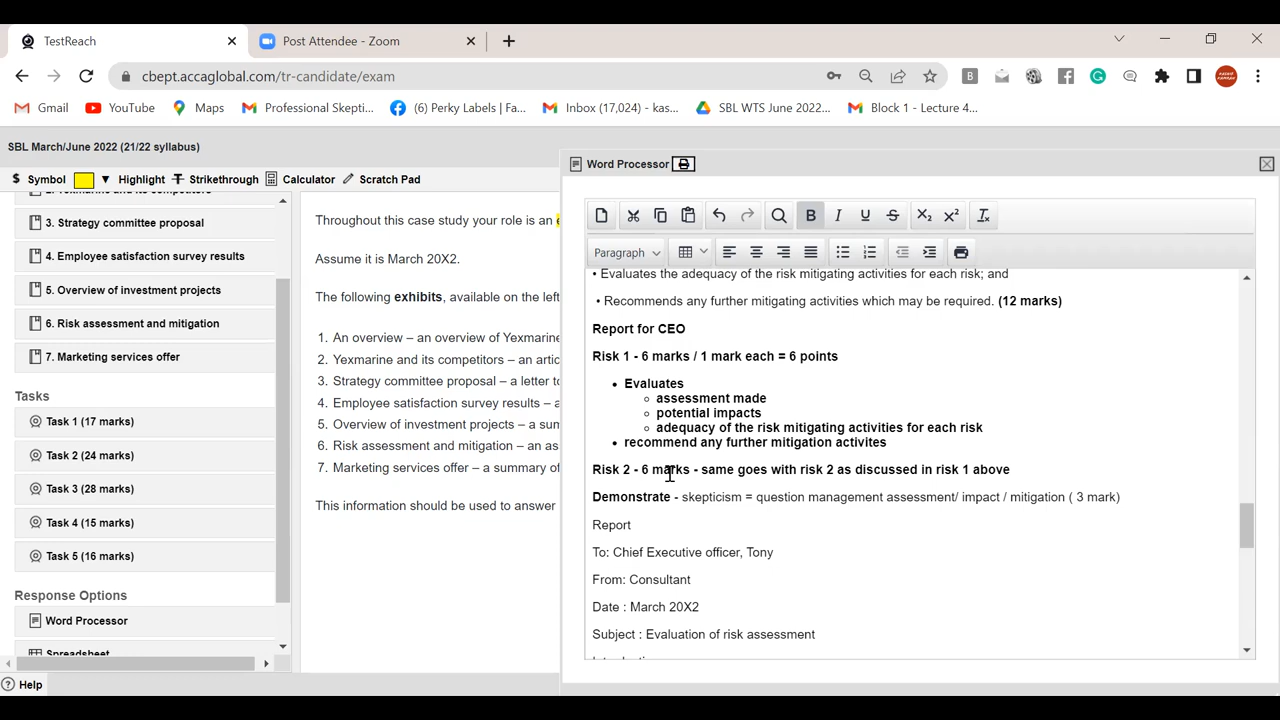 TestReach
Post Attendee - Zoom
cbept.accaglobal.com/tr-candidate/exam
Gmail
YouTube
Maps
Professional Skepti...
(6) Perky Labels | Fa...
Inbox (17,024) - kas...
SBL WTS June 2022...
Block 1 - Lecture 4...
SBL March/June 2022 (21/22 syllabus)
$ Symbol
Highlight
Strikethrough
Calculator
Scratch Pad
3. Strategy committee proposal
4. Employee satisfaction survey results
5. Overview of investment projects
6. Risk assessment and mitigation
7. Marketing services offer
Tasks
Task 1 (17 marks)
Task 2 (24 marks)
Task 3 (28 marks)
Task 4 (15 marks)
Task 5 (16 marks)
Response Options
Word Processor
Spreadsheet
Help
Throughout this case study your role is an
Assume it is March 20X2.
The following exhibits, available on the left
1. An overview – an overview of Yexmarine
2. Yexmarine and its competitors – an artic
3. Strategy committee proposal – a letter to
4. Employee satisfaction survey results – a
5. Overview of investment projects – a sum
6. Risk assessment and mitigation – an as
7. Marketing services offer – a summary of
This information should be used to answer
Word Processor
Paragraph
• Evaluates the adequacy of the risk mitigating activities for each risk; and
• Recommends any further mitigating activities which may be required. (12 marks)
Report for CEO
Risk 1 - 6 marks / 1 mark each = 6 points
• Evaluates
◦ assessment made
◦ potential impacts
◦ adequacy of the risk mitigating activities for each risk
• recommend any further mitigation activites
Risk 2 - 6 marks - same goes with risk 2 as discussed in risk 1 above
Demonstrate - skepticism = question management assessment/ impact / mitigation ( 3 mark)
Report
To: Chief Executive officer, Tony
From: Consultant
Date : March 20X2
Subject : Evaluation of risk assessment